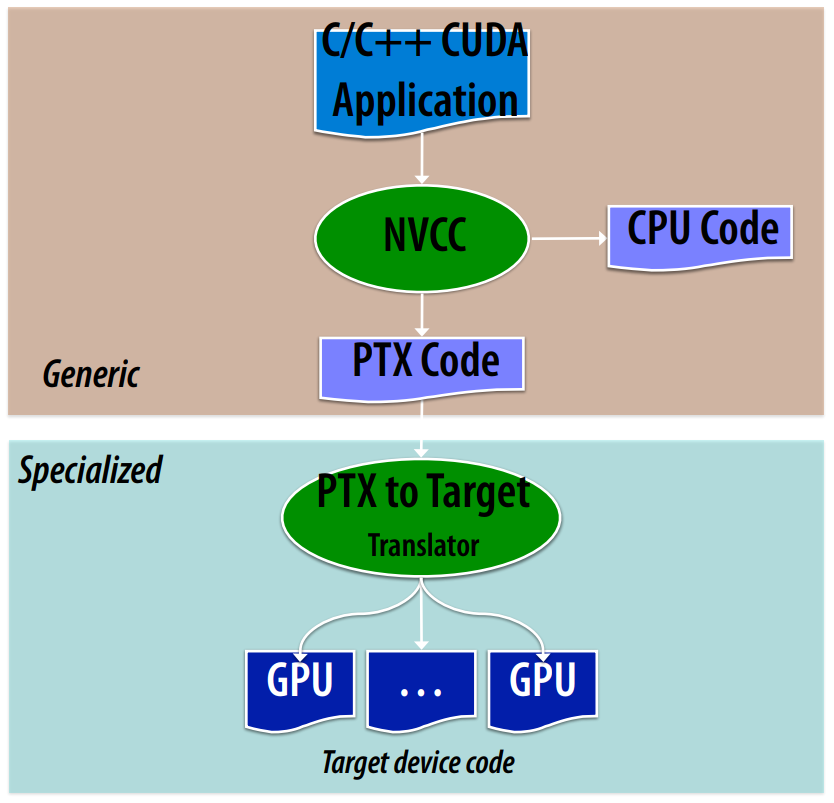 C/C++ CUDA
Application
NVCC
CPU Code
PTX Code
Generic
Specialized
PTX to Target
Translator
GPU
...
GPU
Target device code